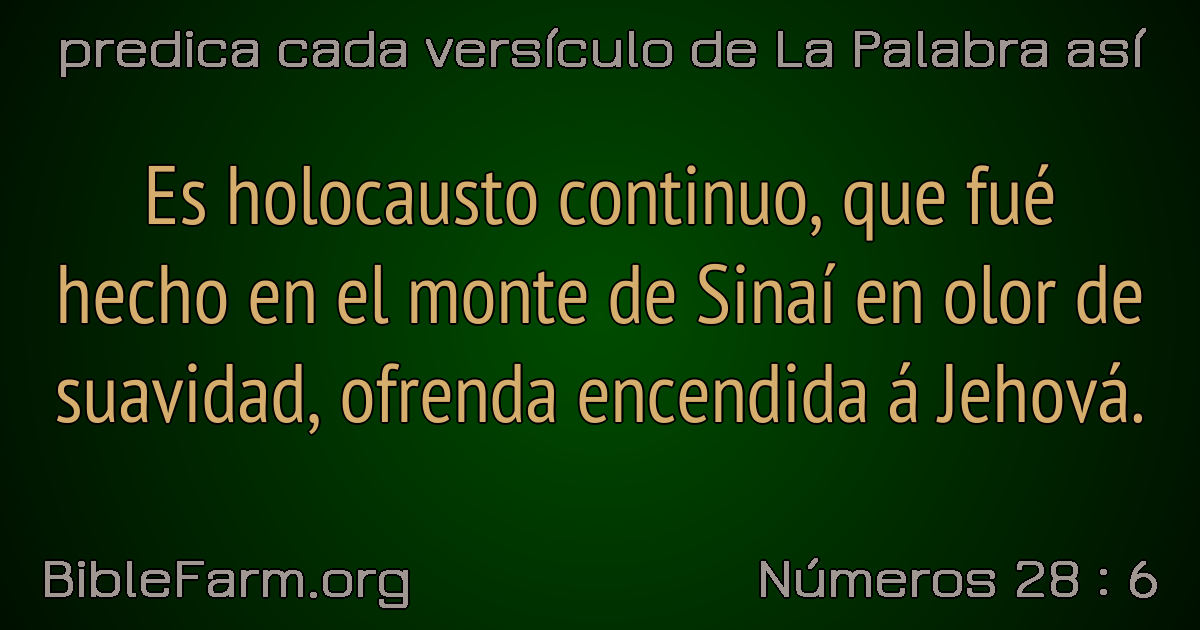 predica cada versículo de La Palabra así
Es holocausto continuo, que fué
hecho en el monte de Sinaí en olor de
suavidad, ofrenda encendida á Jehová.
BibleFarm.org
Números 28 : 6